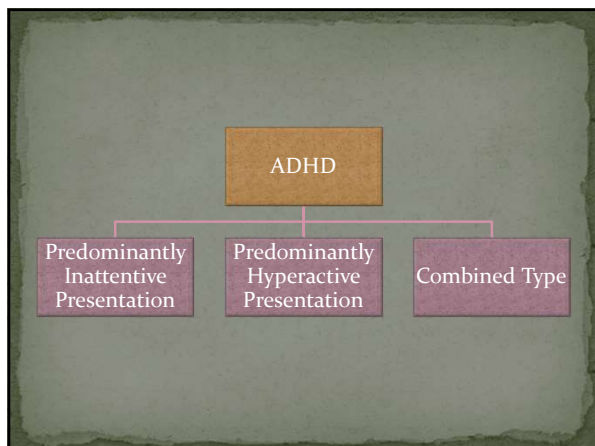 ADHD
Predominantly
Inattentive
Presentation
Predominantly
Hyperactive
Presentation
Combined Type